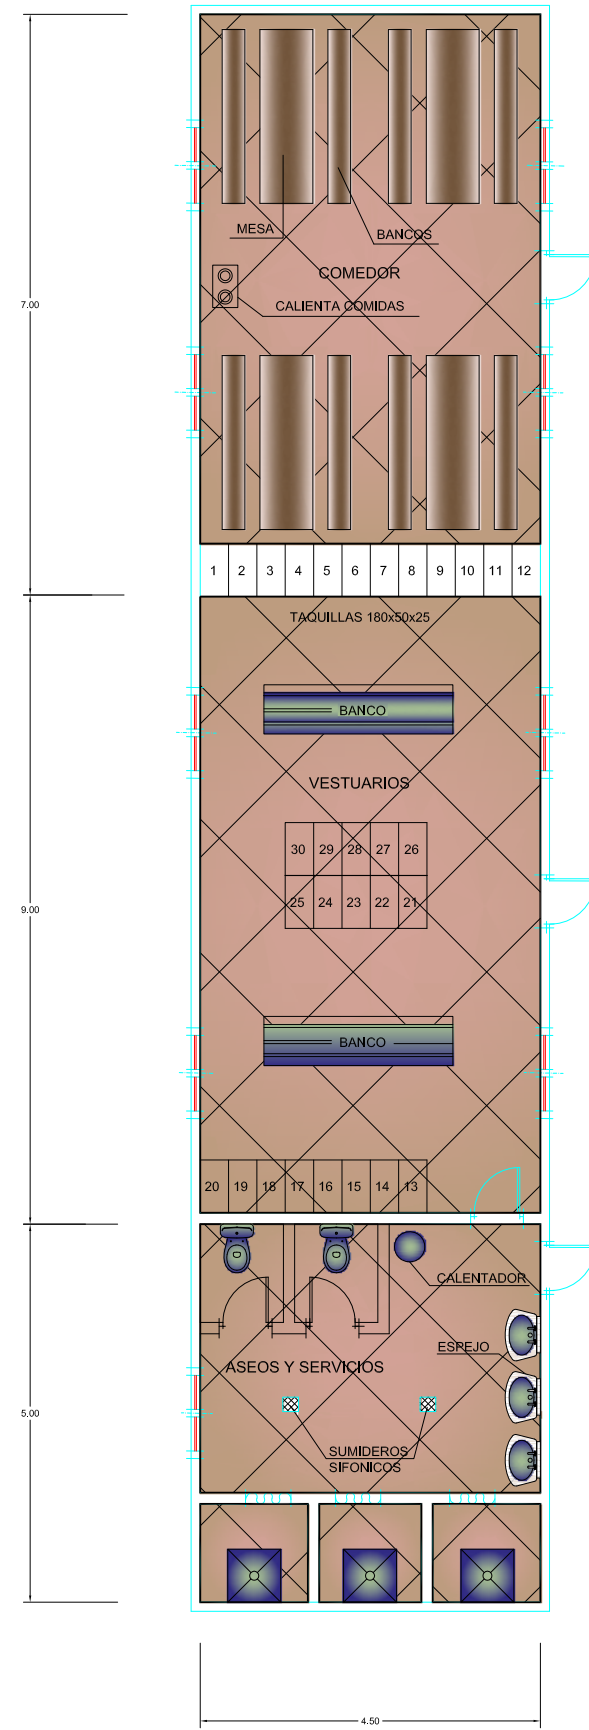 MESA
BANCOS
COMEDOR
CALIENTA COMIDAS
7.00
1 2 3 4 5 6 7 8 9 10 11 12
TAQUILLAS 180x50x25
BANCO
VESTUARIOS
30 29 28 27 26
25 24 23 22 21
9.00
BANCO
20 19 18 17 16 15 14 13
CALENTADOR
ESPEJO
ASEOS Y SERVICIOS
5.00
SUMIDEROS
SIFONICOS
4.50